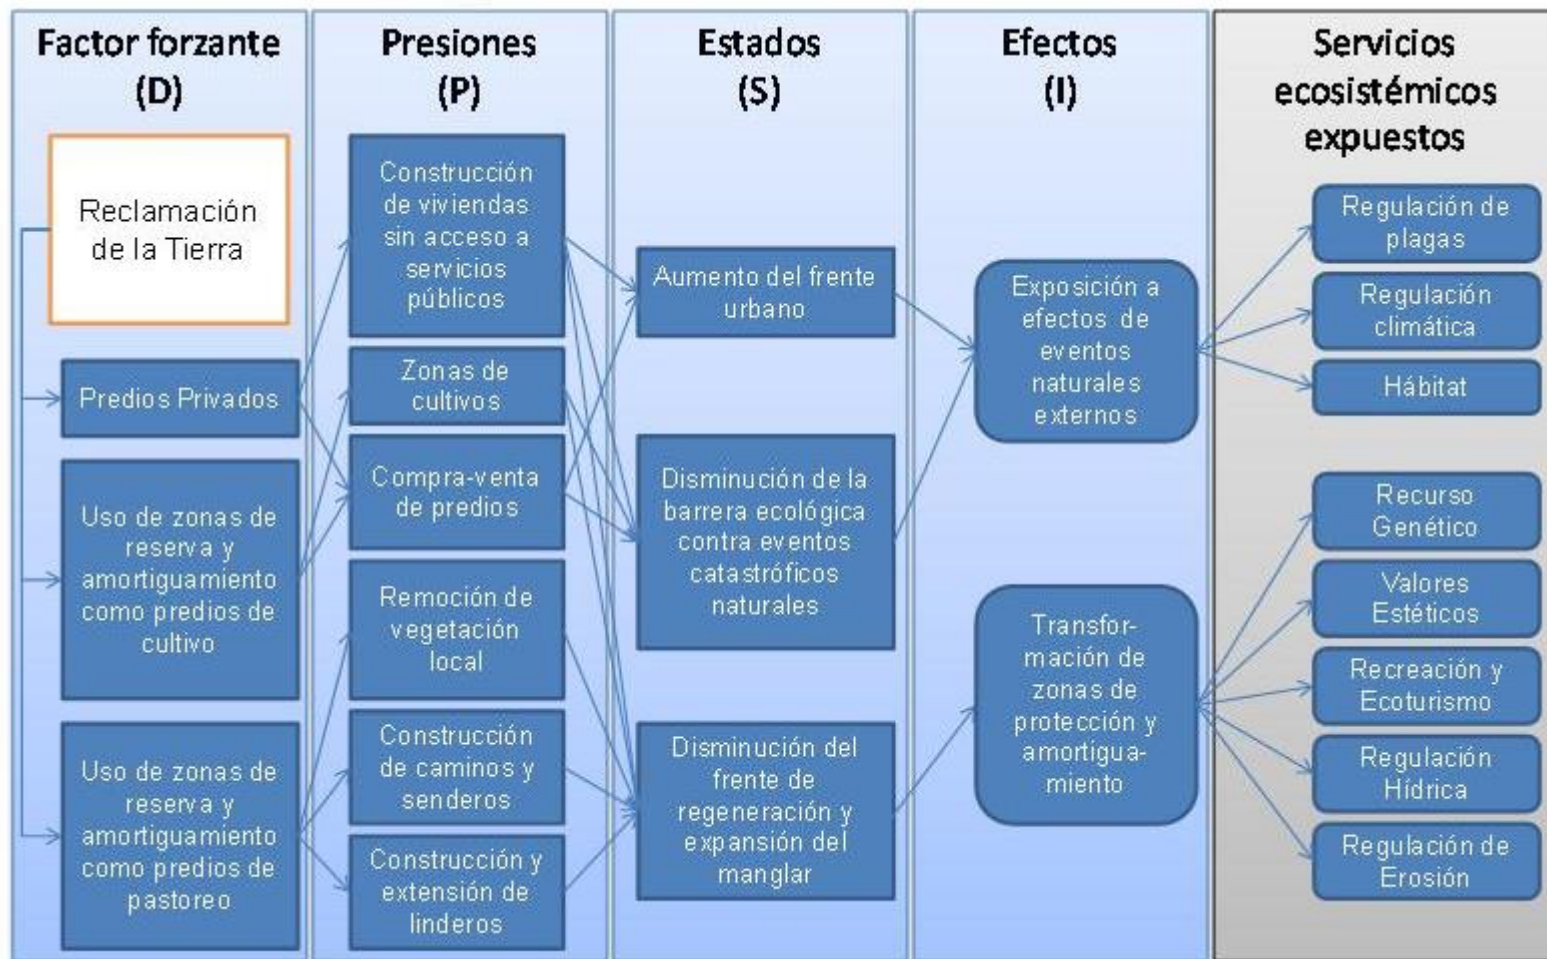 Factor forzante
(D)
Reclamación
de la Tierra
Predios Privados
Uso de zonas de
reserva y
amortiguamiento
como predios de
cultivo
Uso de zonas de
reserva y
amortiguamiento
como predios de
pastoreo
Presiones
(P)
Construcción
de viviendas
sin acceso a
servicios
públicos
Zonas de
cultivos
Compra-venta
de predios
Remoción de
vegetación
local
Construcción
de caminos y
senderos
Construcción y
extensión de
linderos
Estados
(S)
Aumento del frente
urbano
Disminución de la
barrera ecológica
contra eventos
catastróficos
naturales
Disminución del
frente de
regeneración y
expansión del
manglar
Efectos
(I)
Exposición a
efectos de
eventos
naturales
externos
Transfor-
mación de
zonas de
protección y
amortigua-
miento
Servicios
ecosistémicos
expuestos
Regulación de
plagas
Regulación
climática
Hábitat
Recurso
Genético
Valores
Estéticos
Recreación y
Ecoturismo
Regulación
Hídrica
Regulación de
Erosión